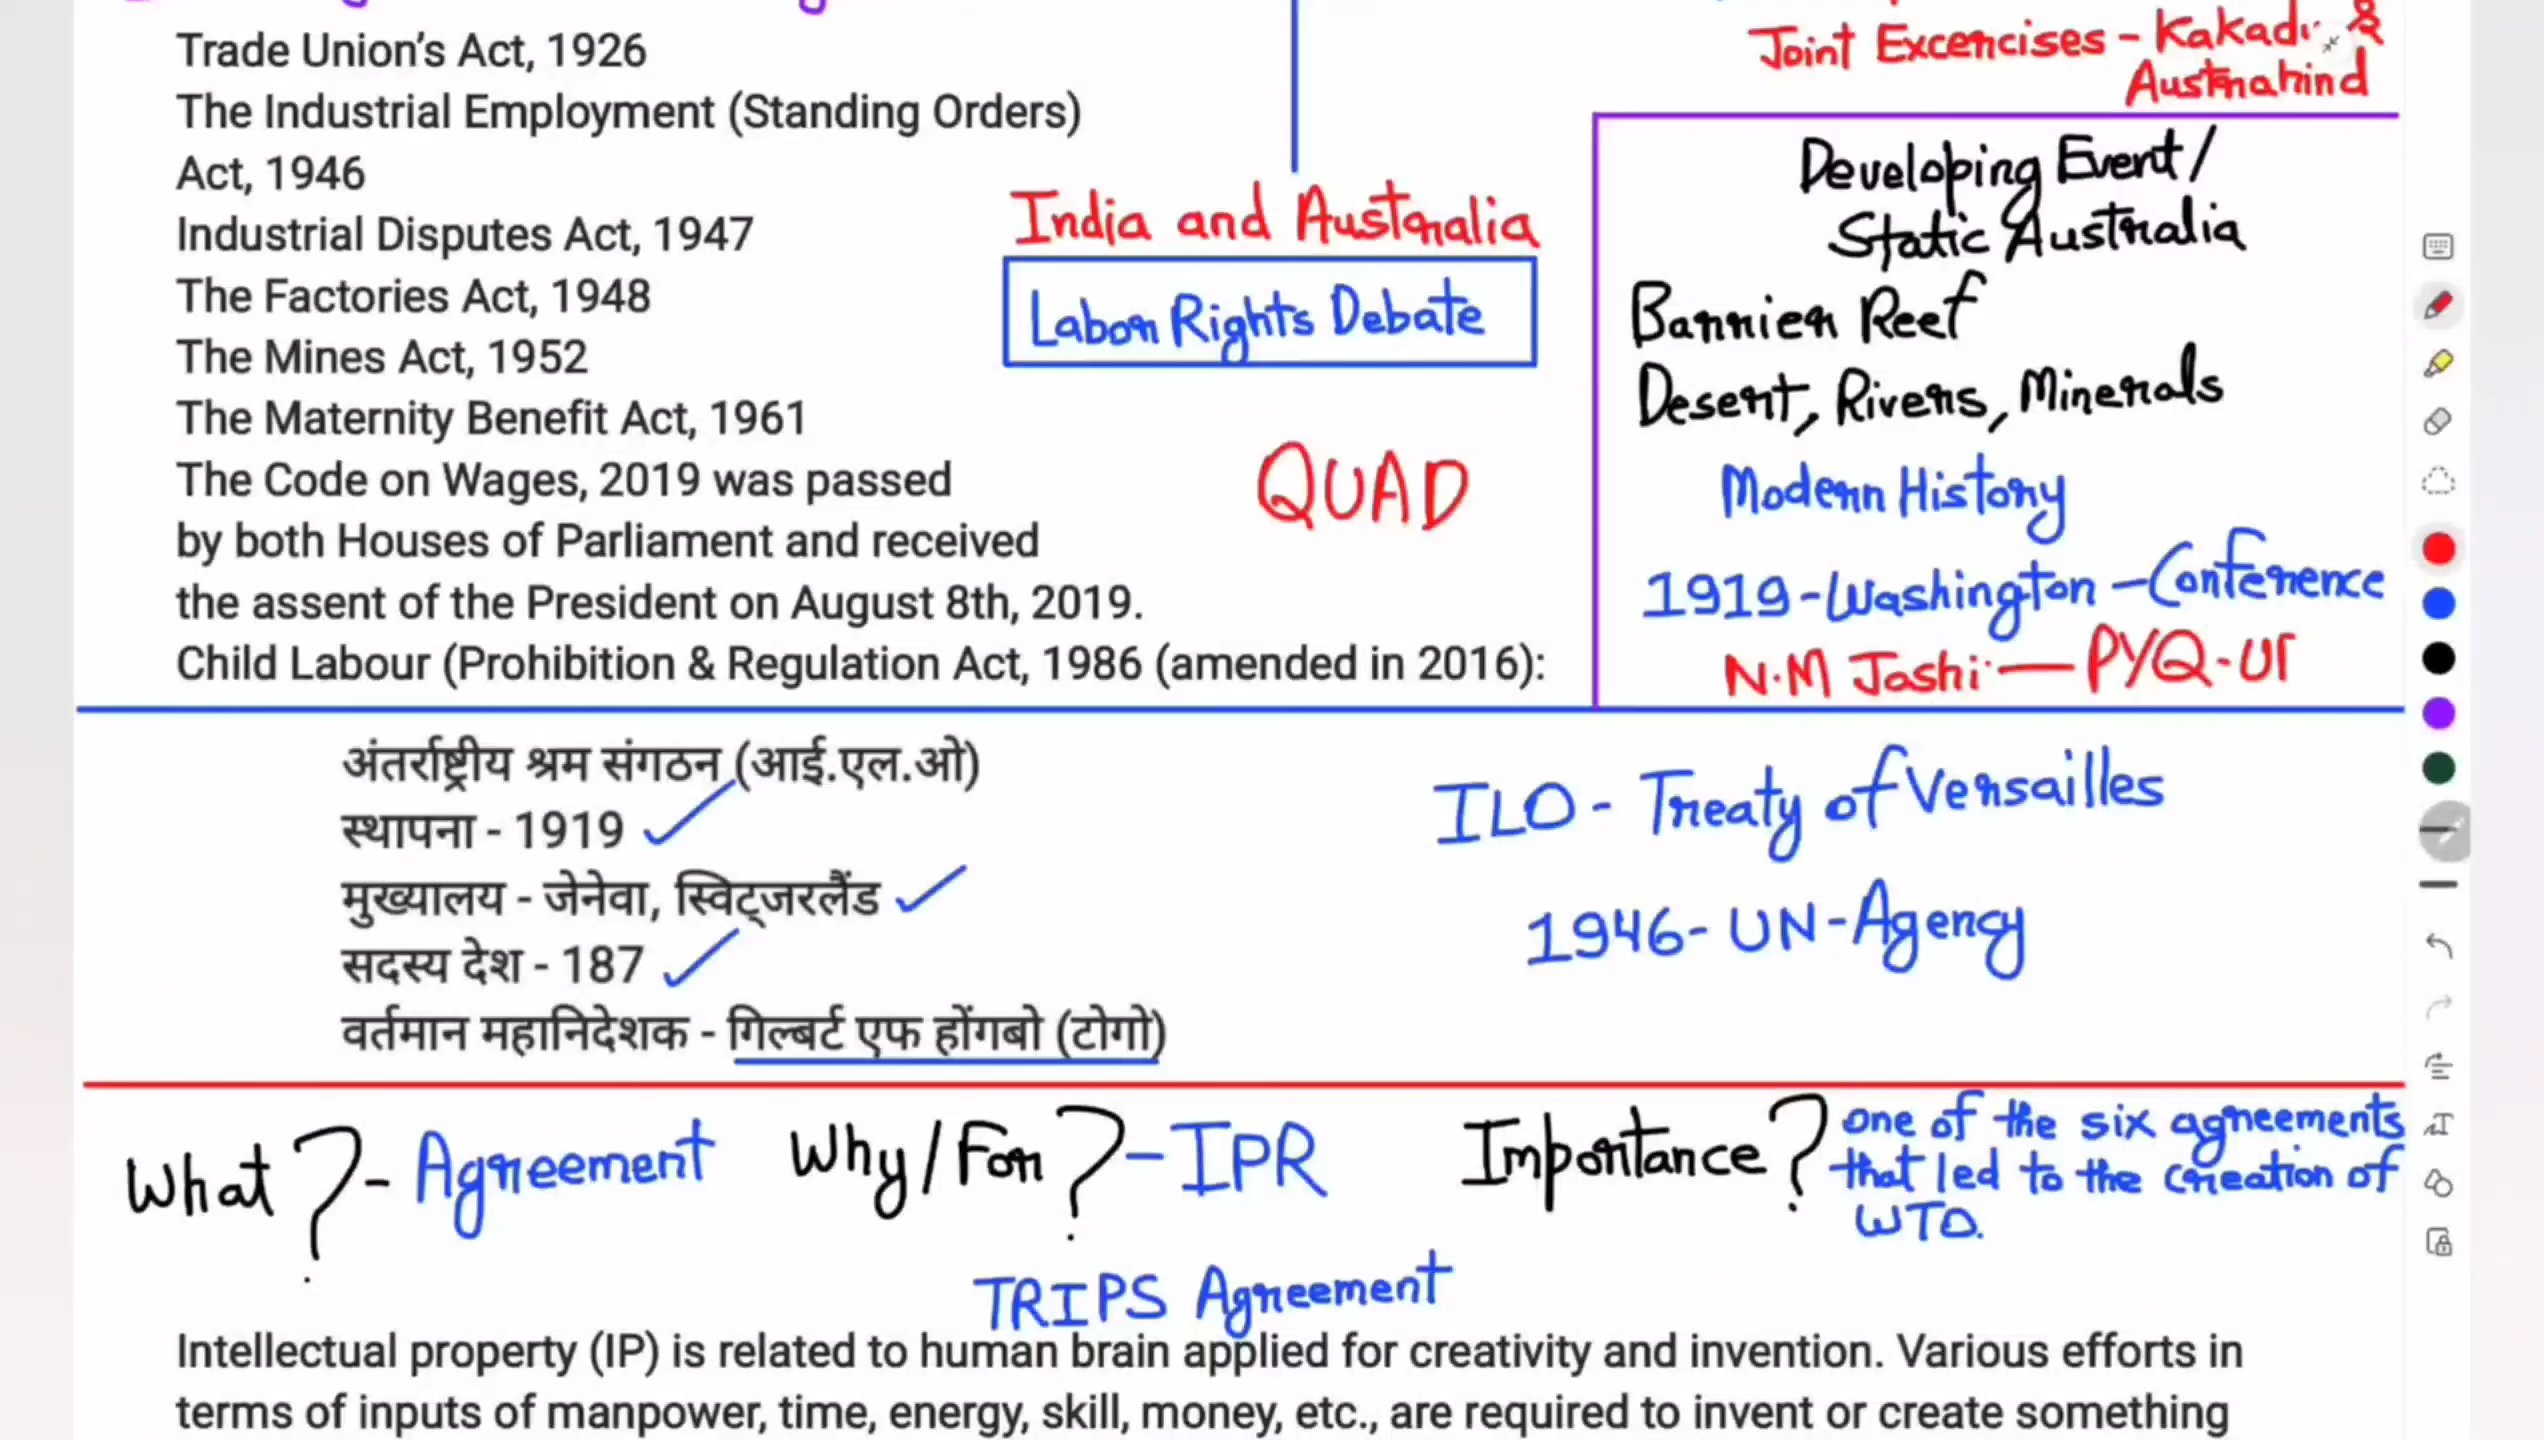 Trade Union's Act, 1926
The Industrial Employment (Standing Orders)
Act, 1946
Industrial Disputes Act, 1947
The Factories Act, 1948
The Mines Act, 1952
The Maternity Benefit Act, 1961
The Code on Wages, 2019 was passed
by both Houses of Parliament and received
the assent of the President on August 8th, 2019.
Child Labour (Prohibition & Regulation Act, 1986 (amended in 2016):
India and Australia
Labor Rights Debate
QUAD
Joint Excercises - &
Austrahind
Developing Event/
Static Australia
Barrier Reef
Desert, Rivers, Minerals
Modern History
1919-Washington-Conference
N.M Joshi — PYQ-
अंतर्राष्ट्रीय श्रम संगठन (आई.एल.ओ)
स्थापना - 1919
मुख्यालय - जेनेवा, स्विट्जरलैंड
सदस्य देश - 187
वर्तमान महानिदेशक - गिल्बर्ट एफ होंगबो (टोगो)
ILO - Treaty of Versailles
1946- UN-Agency
What? - Agreement
Why/For? - IPR
Importance? one of the six agreements
that led to the creation of
WTO.
TRIPS Agreement
Intellectual property (IP) is related to human brain applied for creativity and invention. Various efforts in
terms of inputs of manpower, time, energy, skill, money, etc., are required to invent or create something